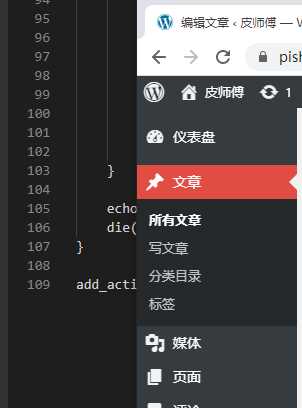 94
95
96
97
98
99
100
101
102
103 }
104
105 echo
106 die(
107 }
108
109 add_acti
编辑文章 ‹ 皮师傅
pish
皮师傅 1
仪表盘
文章
所有文章
写文章
分类目录
标签
媒体
页面
评论